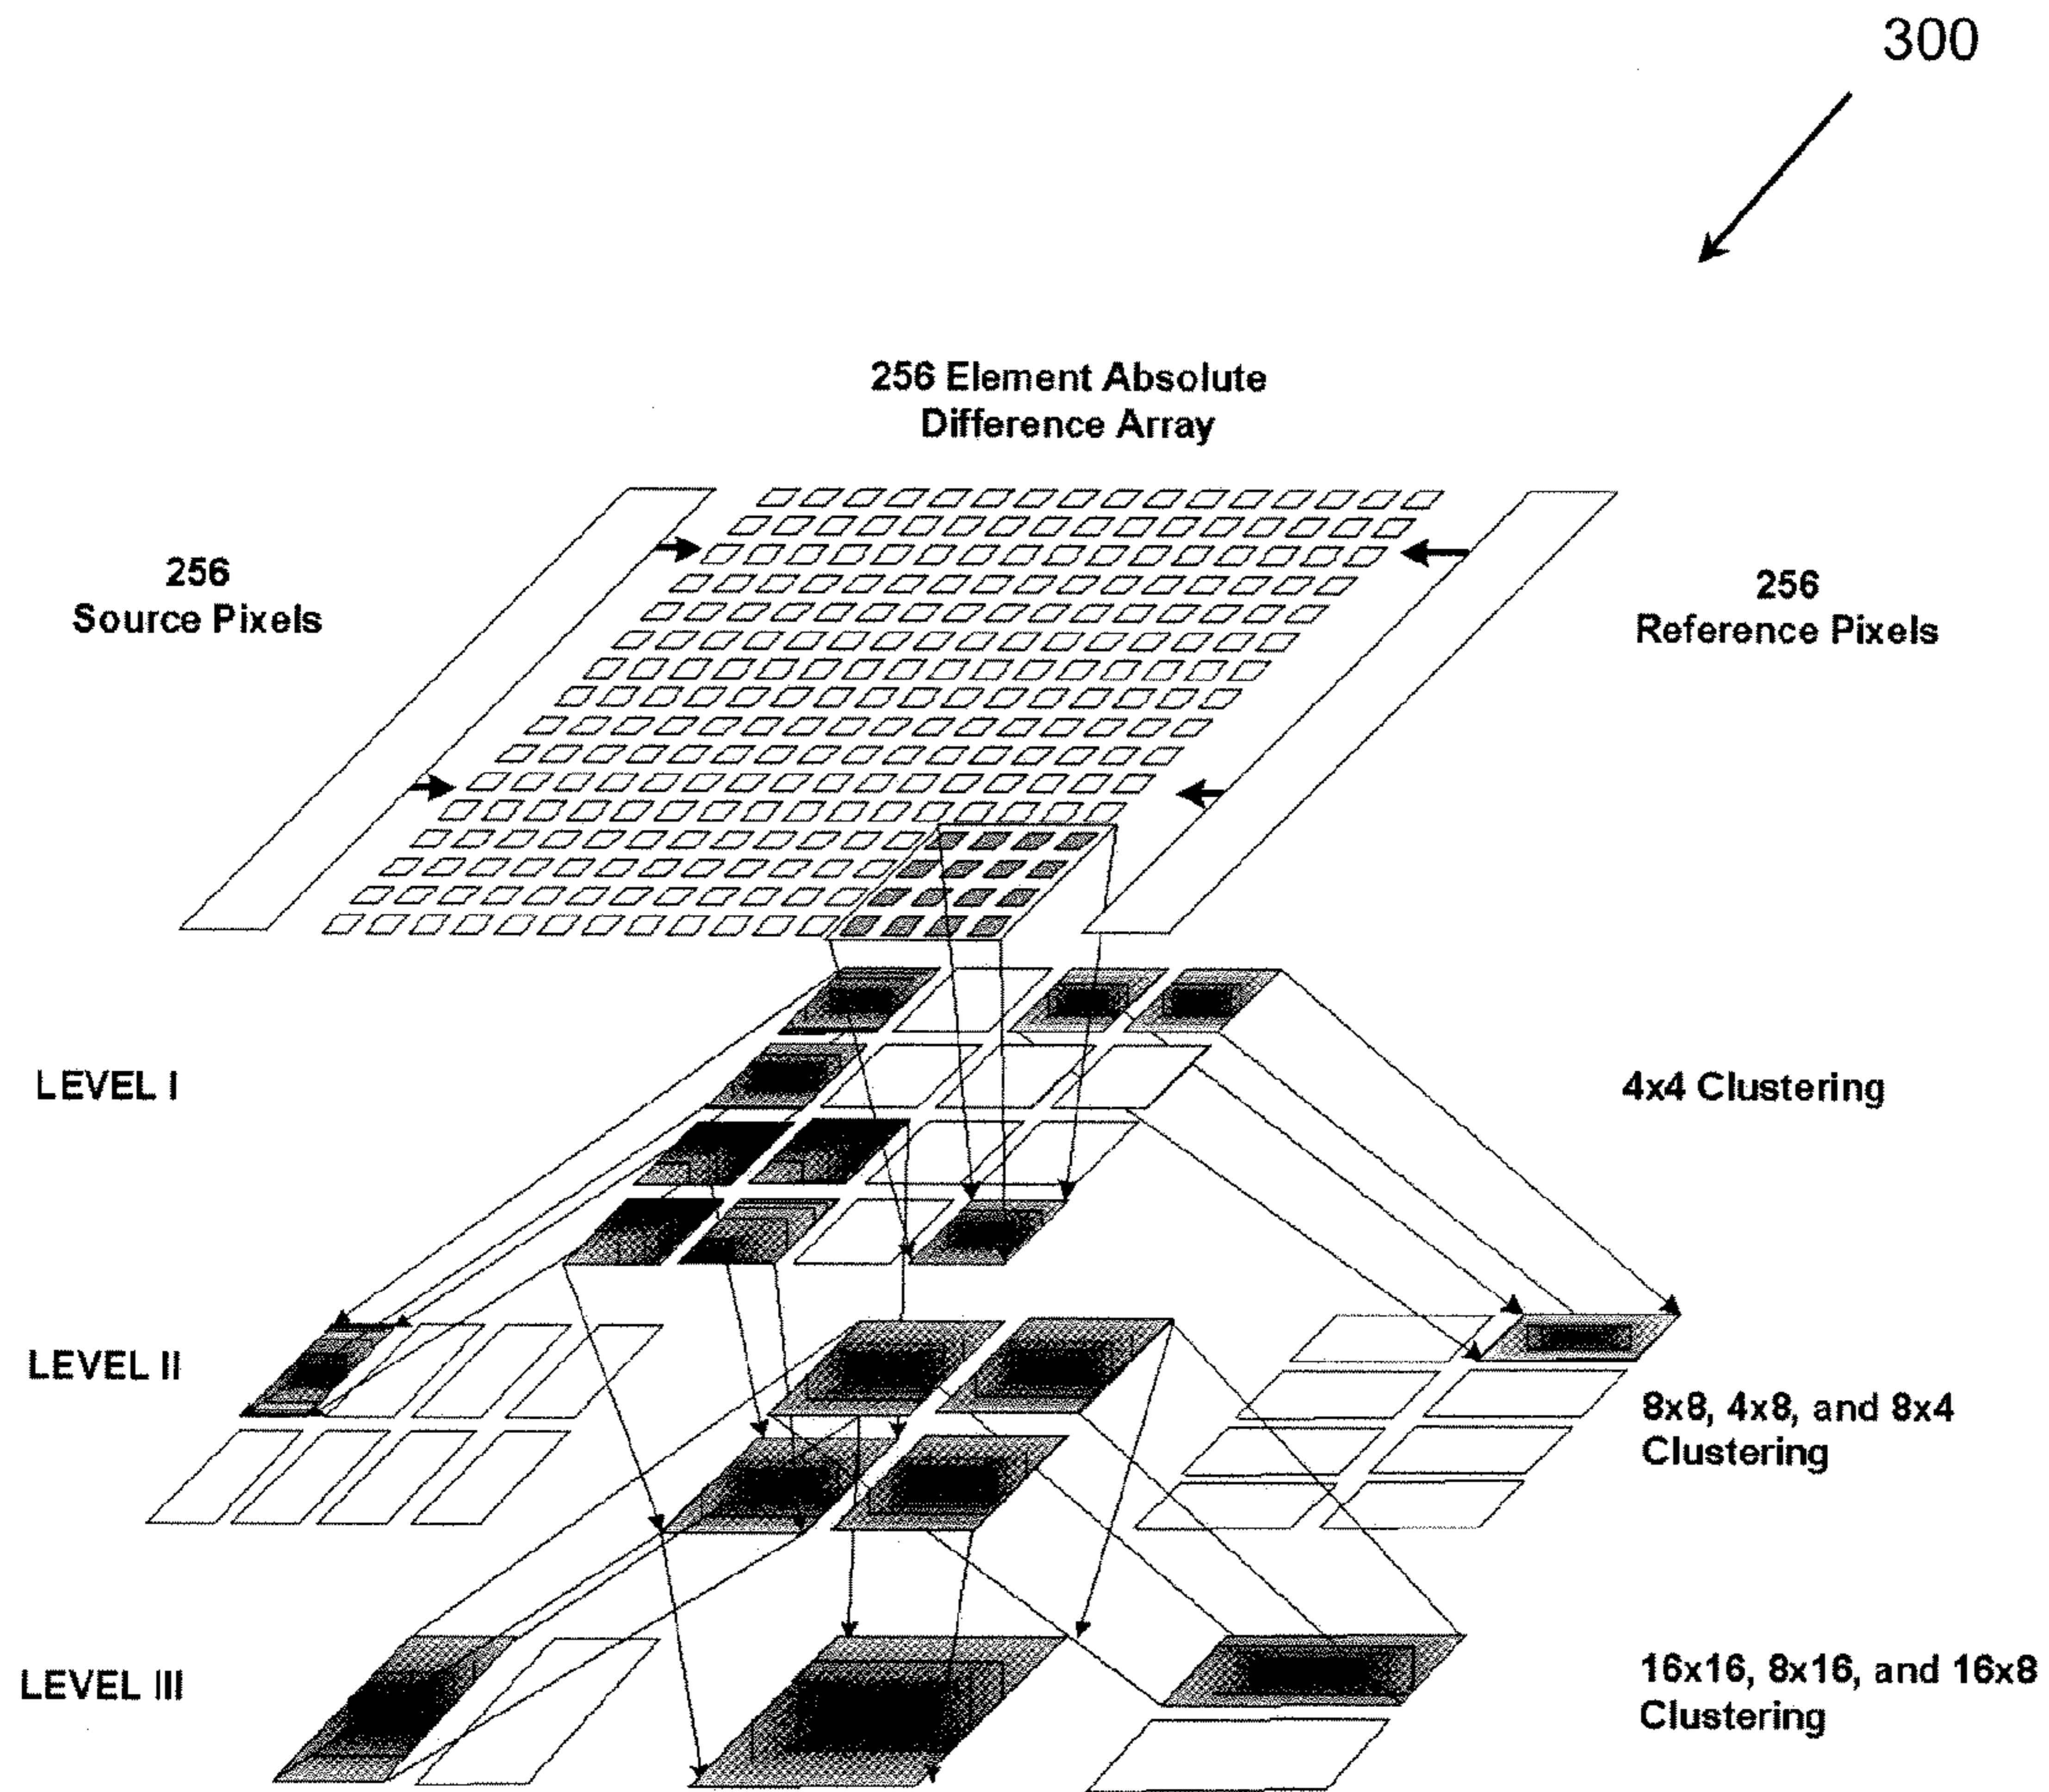 300
256 Element Absolute
Difference Array
256
Source Pixels
256
Reference Pixels
LEVEL I
4x4 Clustering
LEVEL II
8x8, 4x8, and 8x4
Clustering
LEVEL III
16x16, 8x16, and 16x8
Clustering